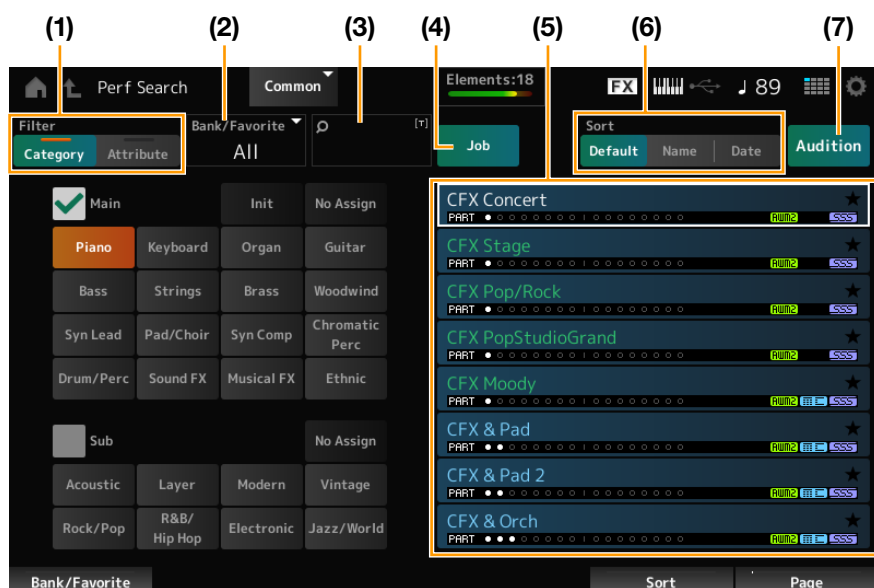 (1) (2) (3) (4) (5) (6) (7)
Perf Search Common Elements:18 FX 89
Filter Bank/Favorite [T] Sort
Category Attribute All Job Default Name Date Audition
Main Init No Assign
Piano Keyboard Organ Guitar
Bass Strings Brass Woodwind
Syn Lead Pad/Choir Syn Comp Chromatic Perc
Drum/Perc Sound FX Musical FX Ethnic
Sub No Assign
Acoustic Layer Modern Vintage
Rock/Pop R&B/ Hip Hop Electronic Jazz/World
CFX Concert
PART AWM2 SSS
CFX Stage
PART AWM2 SSS
CFX Pop/Rock
PART AWM2 SSS
CFX PopStudioGrand
PART AWM2 SSS
CFX Moody
PART AWM2 SSS
CFX & Pad
PART AWM2 SSS
CFX & Pad 2
PART AWM2 SSS
CFX & Orch
PART AWM2 SSS
Bank/Favorite Sort Page